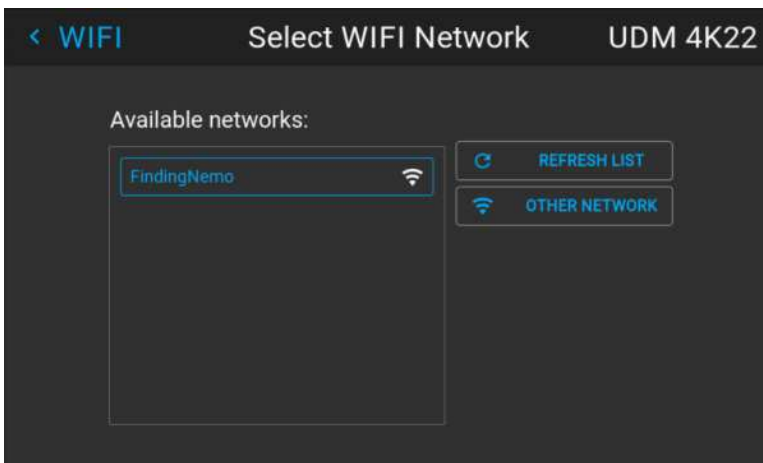 < WIFI Select WIFI Network UDM 4K22
Available networks:
FindingNemo
REFRESH LIST
OTHER NETWORK